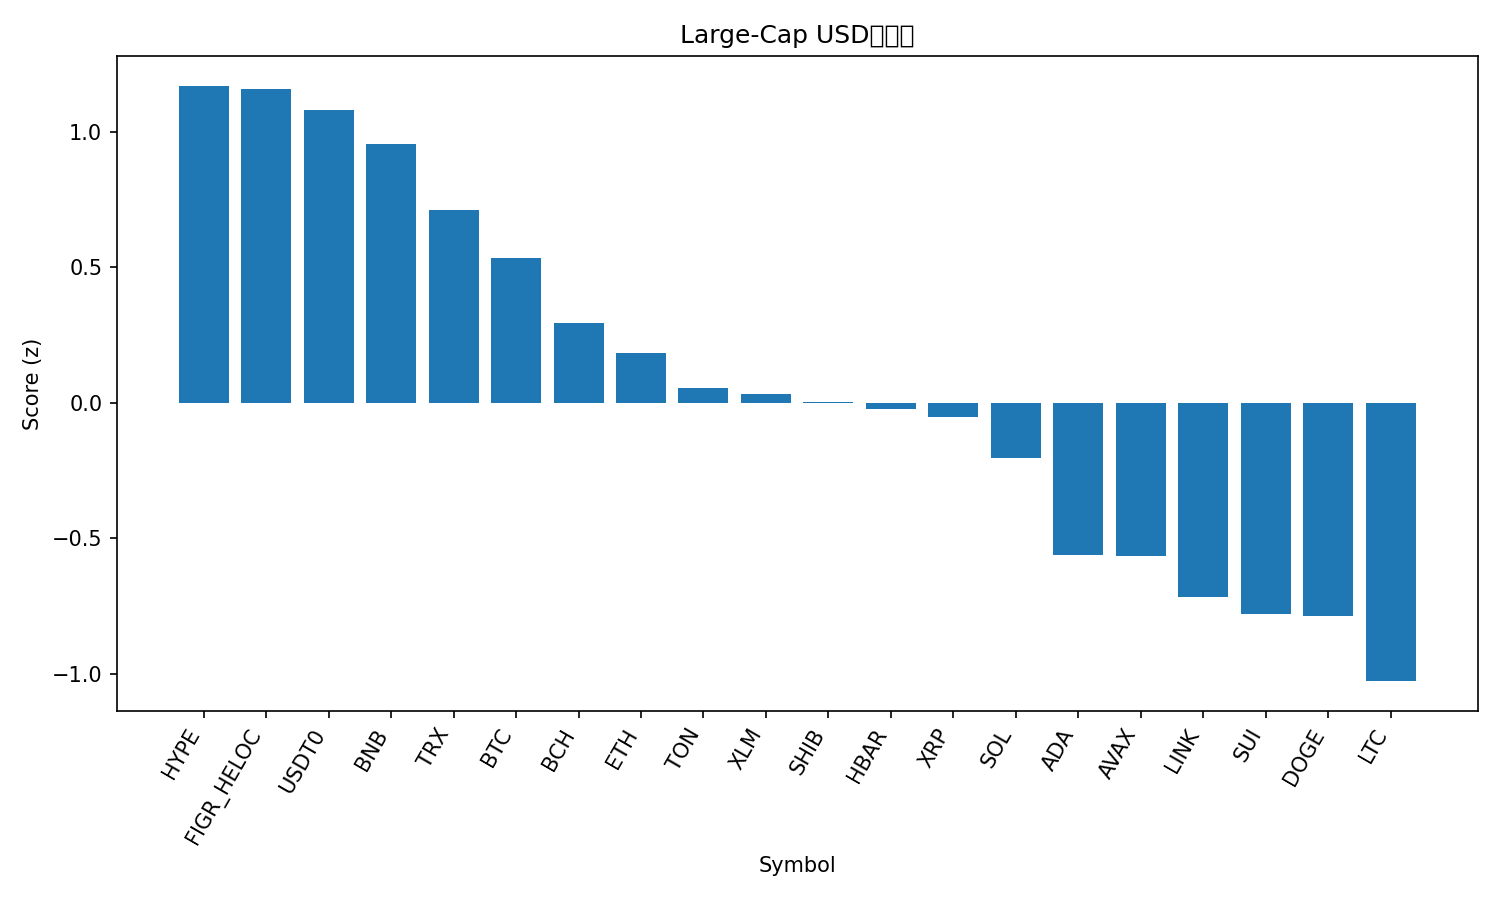 Large-Cap USD
Score (z)
1.0
0.5
0.0
−0.5
−1.0
HYPE
FIGR_HELOC
USDT0
BNB
TRX
BTC
BCH
ETH
TON
XLM
SHIB
HBAR
XRP
SOL
ADA
AVAX
LINK
SUI
DOGE
LTC
Symbol